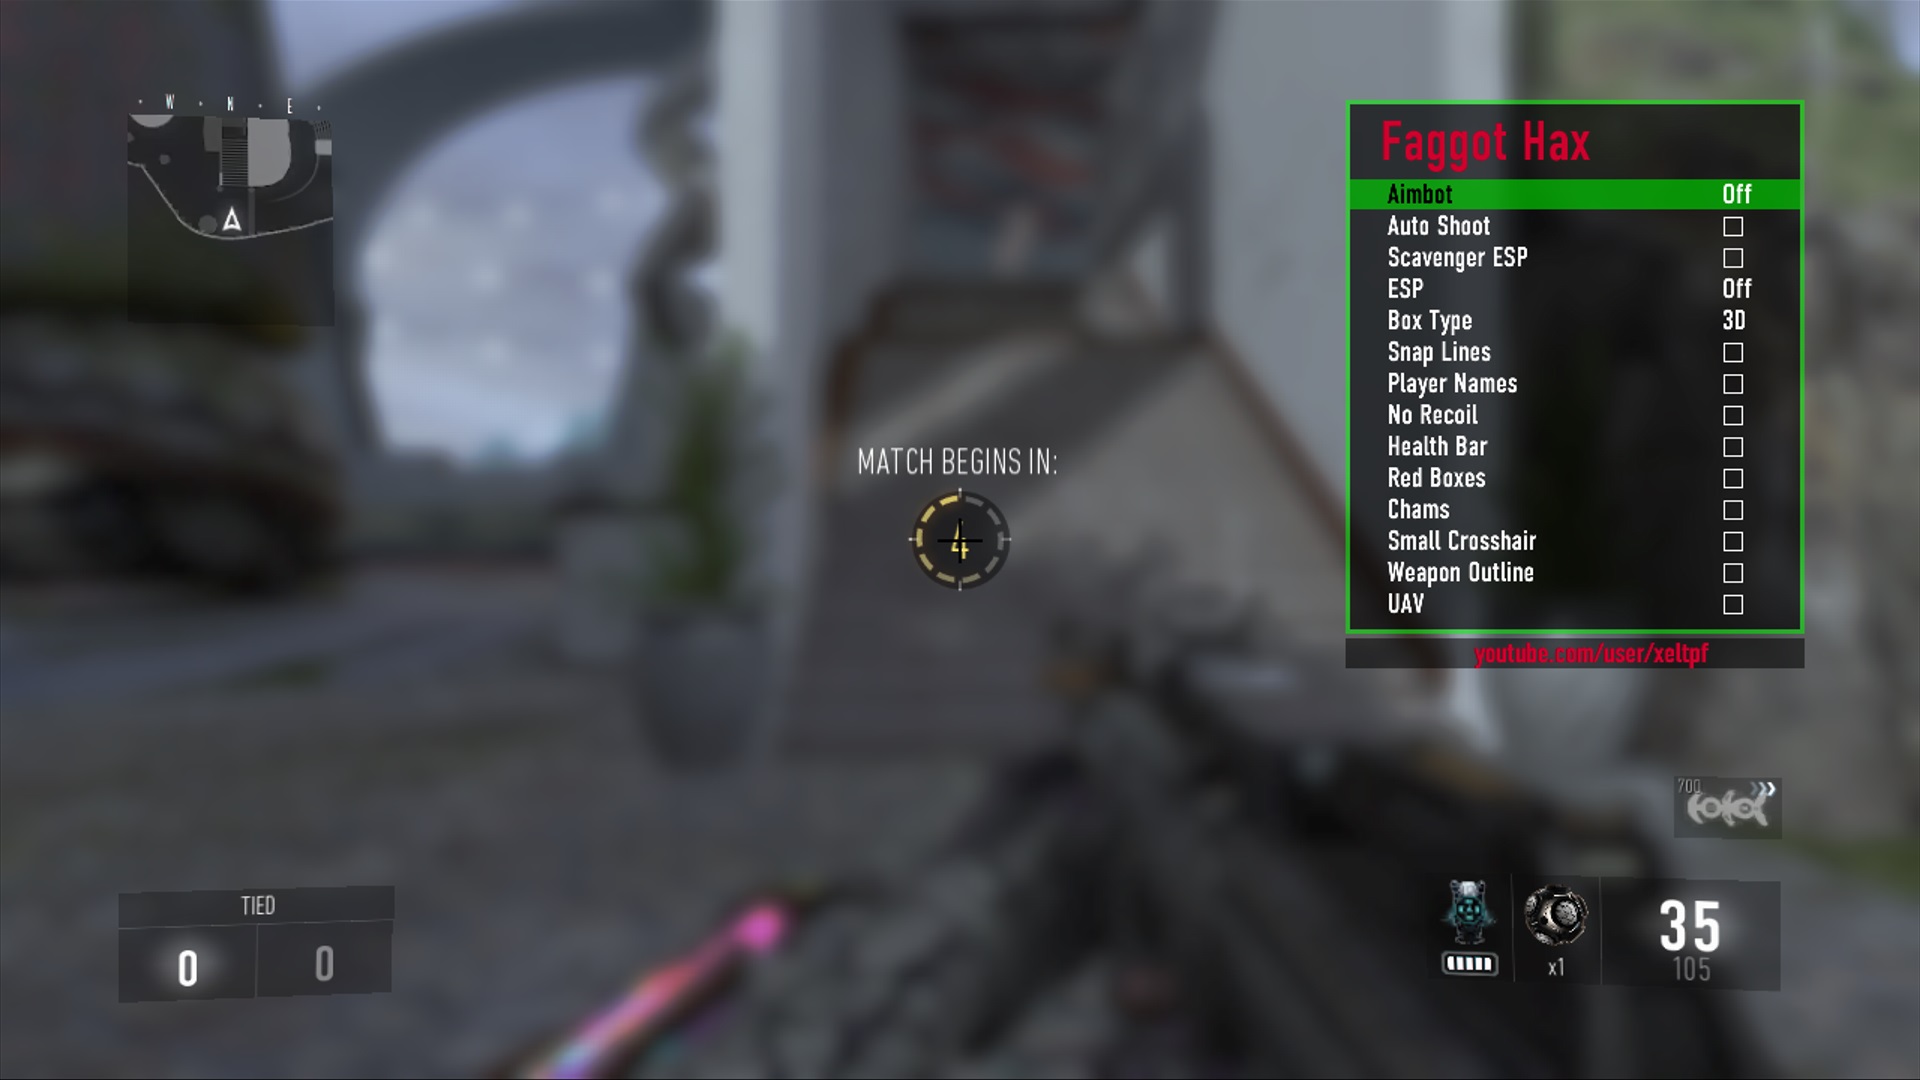 · W · N · E ·
Faggot Hax
Aimbot Off
Auto Shoot
Scavenger ESP
ESP Off
Box Type 3D
Snap Lines
Player Names
No Recoil
Health Bar
Red Boxes
Chams
Small Crosshair
Weapon Outline
UAV
youtube.com/user/xeltpf
MATCH BEGINS IN:
4
700
TIED
0 0
x1
35
105